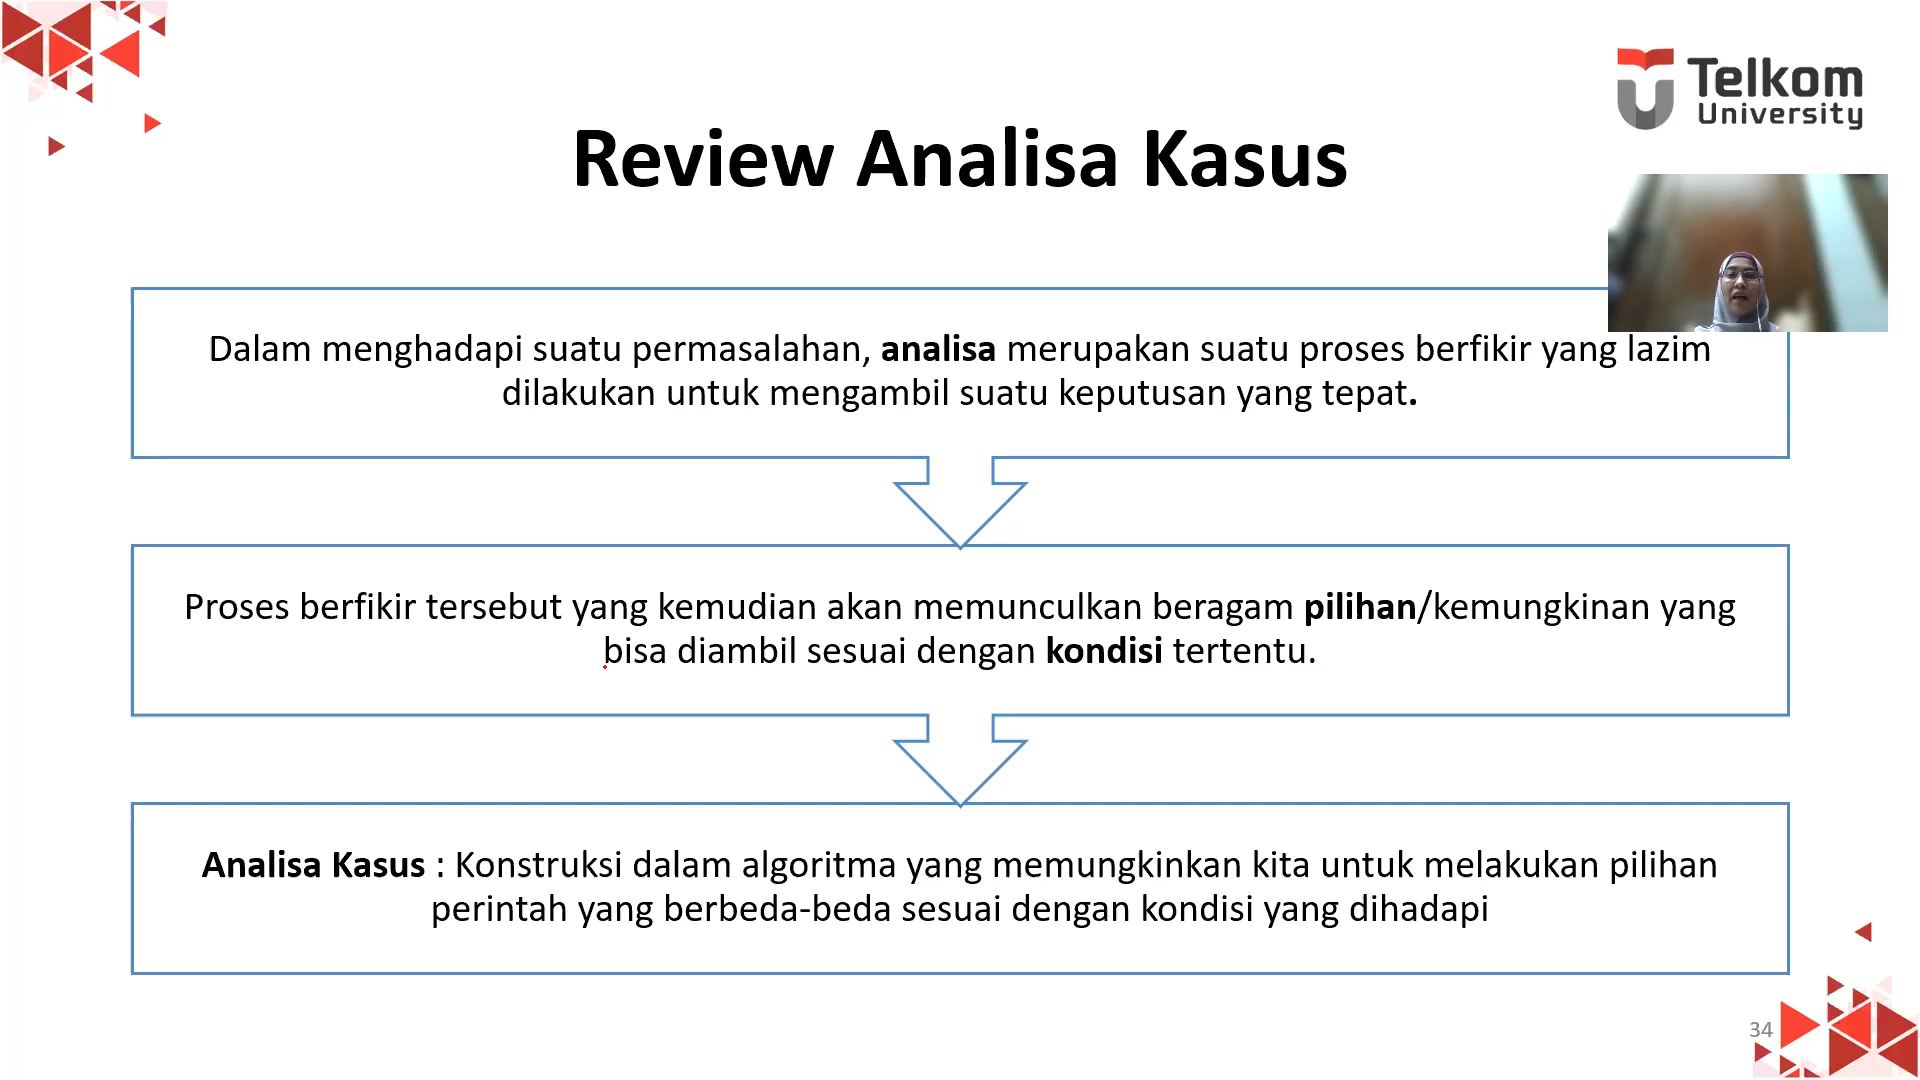 Telkom
University
Review Analisa Kasus
Dalam menghadapi suatu permasalahan, analisa merupakan suatu proses berfikir yang lazim
dilakukan untuk mengambil suatu keputusan yang tepat.
Proses berfikir tersebut yang kemudian akan memunculkan beragam pilihan/kemungkinan yang
bisa diambil sesuai dengan kondisi tertentu.
Analisa Kasus : Konstruksi dalam algoritma yang memungkinkan kita untuk melakukan pilihan
perintah yang berbeda-beda sesuai dengan kondisi yang dihadapi
34